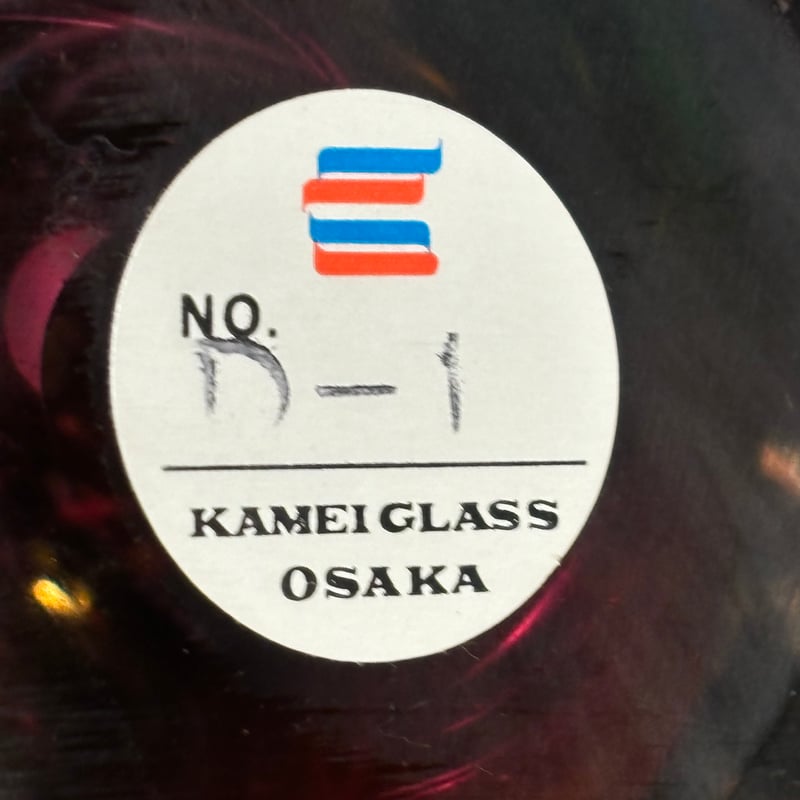 NO.
D-1
KAMEI GLASS
OSAKA